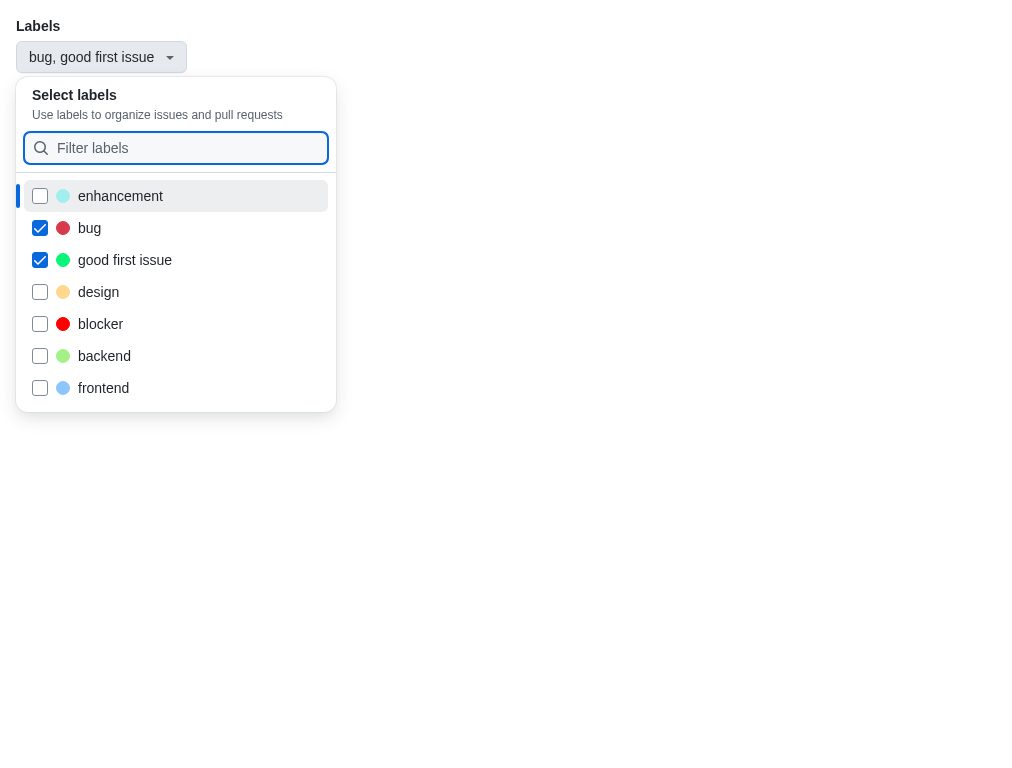 Labels
bug, good first issue
Select labels
Use labels to organize issues and pull requests
Filter labels
enhancement
bug
good first issue
design
blocker
backend
frontend